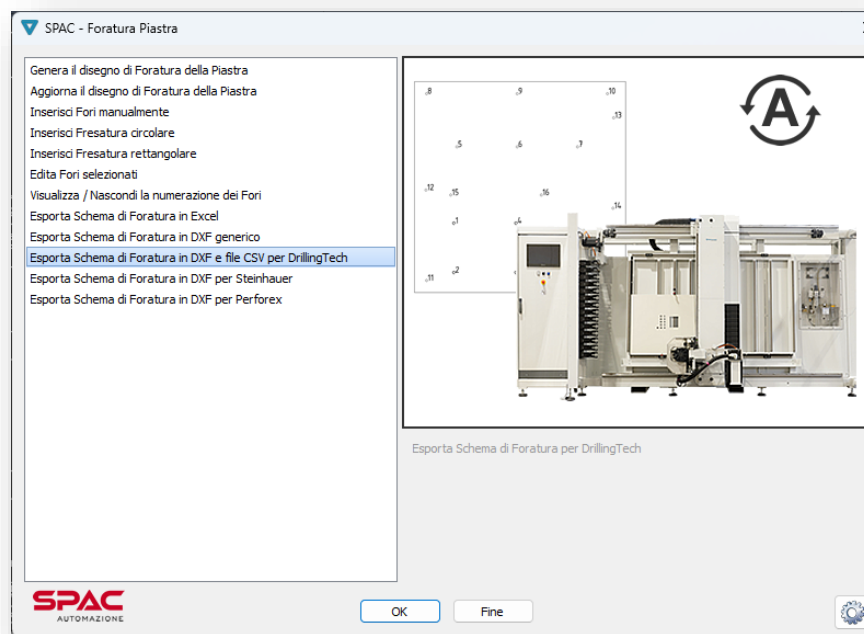 SPAC - Foratura Piastra
Genera il disegno di Foratura della Piastra
Aggiorna il disegno di Foratura della Piastra
Inserisci Fori manualmente
Inserisci Fresatura circolare
Inserisci Fresatura rettangolare
Edita Fori selezionati
Visualizza / Nascondi la numerazione dei Fori
Esporta Schema di Foratura in Excel
Esporta Schema di Foratura in DXF generico
Esporta Schema di Foratura in DXF e file CSV per DrillingTech
Esporta Schema di Foratura in DXF per Steinhauer
Esporta Schema di Foratura in DXF per Perforex
8 9 10
13
5 6 7
12 15 16
14
1 4
11 2
A
Esporta Schema di Foratura per DrillingTech
SPAC
AUTOMAZIONE
OK
Fine